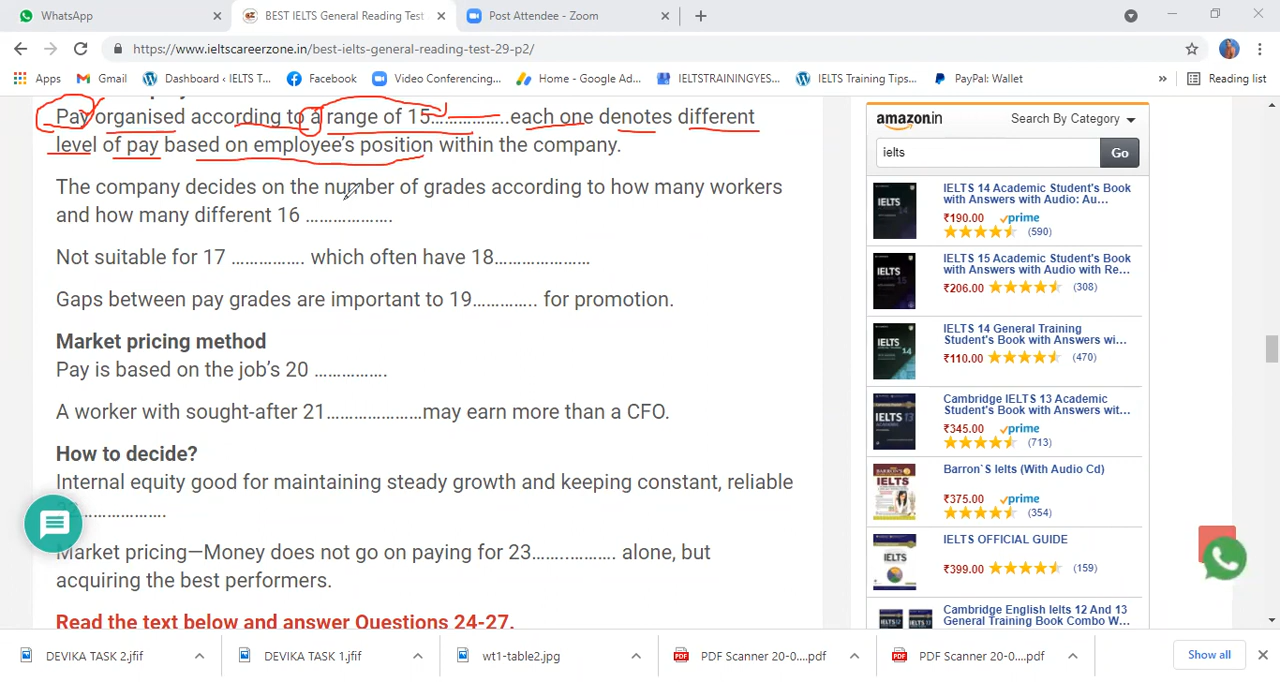 WhatsApp
BEST IELTS General Reading Test
Post Attendee - Zoom
https://www.ieltscareerzone.in/best-ielts-general-reading-test-29-p2/
Apps
Gmail
Dashboard ‹ IELTS T...
Facebook
Video Conferencing...
Home - Google Ad...
IELTSTRAININGYES...
IELTS Training Tips...
PayPal: Wallet
»
Reading list
Pay organised according to a range of 15……………..each one denotes different
level of pay based on employee's position within the company.
The company decides on the number of grades according to how many workers
and how many different 16 ……………….
Not suitable for 17 ……………. which often have 18…………………
Gaps between pay grades are important to 19………….. for promotion.
Market pricing method
Pay is based on the job's 20 …………….
A worker with sought-after 21…………………may earn more than a CFO.
How to decide?
Internal equity good for maintaining steady growth and keeping constant, reliable
……………….
Market pricing—Money does not go on paying for 23……..………. alone, but
acquiring the best performers.
Read the text below and answer Questions 24-27.
amazon.in
Search By Category
ielts
Go
IELTS 14 Academic Student's Book
with Answers with Audio: Au...
₹190.00 prime
(590)
IELTS 15 Academic Student's Book
with Answers with Audio with Re...
₹206.00 (308)
IELTS 14 General Training
Student's Book with Answers wi...
₹110.00 (470)
Cambridge IELTS 13 Academic
Student's Book with Answers wit...
₹345.00 prime
(713)
Barron`S Ielts (With Audio Cd)
₹375.00 prime
(354)
IELTS OFFICIAL GUIDE
₹399.00 (159)
Cambridge English Ielts 12 And 13
General Training Book Combo W...
DEVIKA TASK 2.jfif
DEVIKA TASK 1.jfif
wt1-table2.jpg
PDF Scanner 20-0....pdf
PDF Scanner 20-0....pdf
Show all